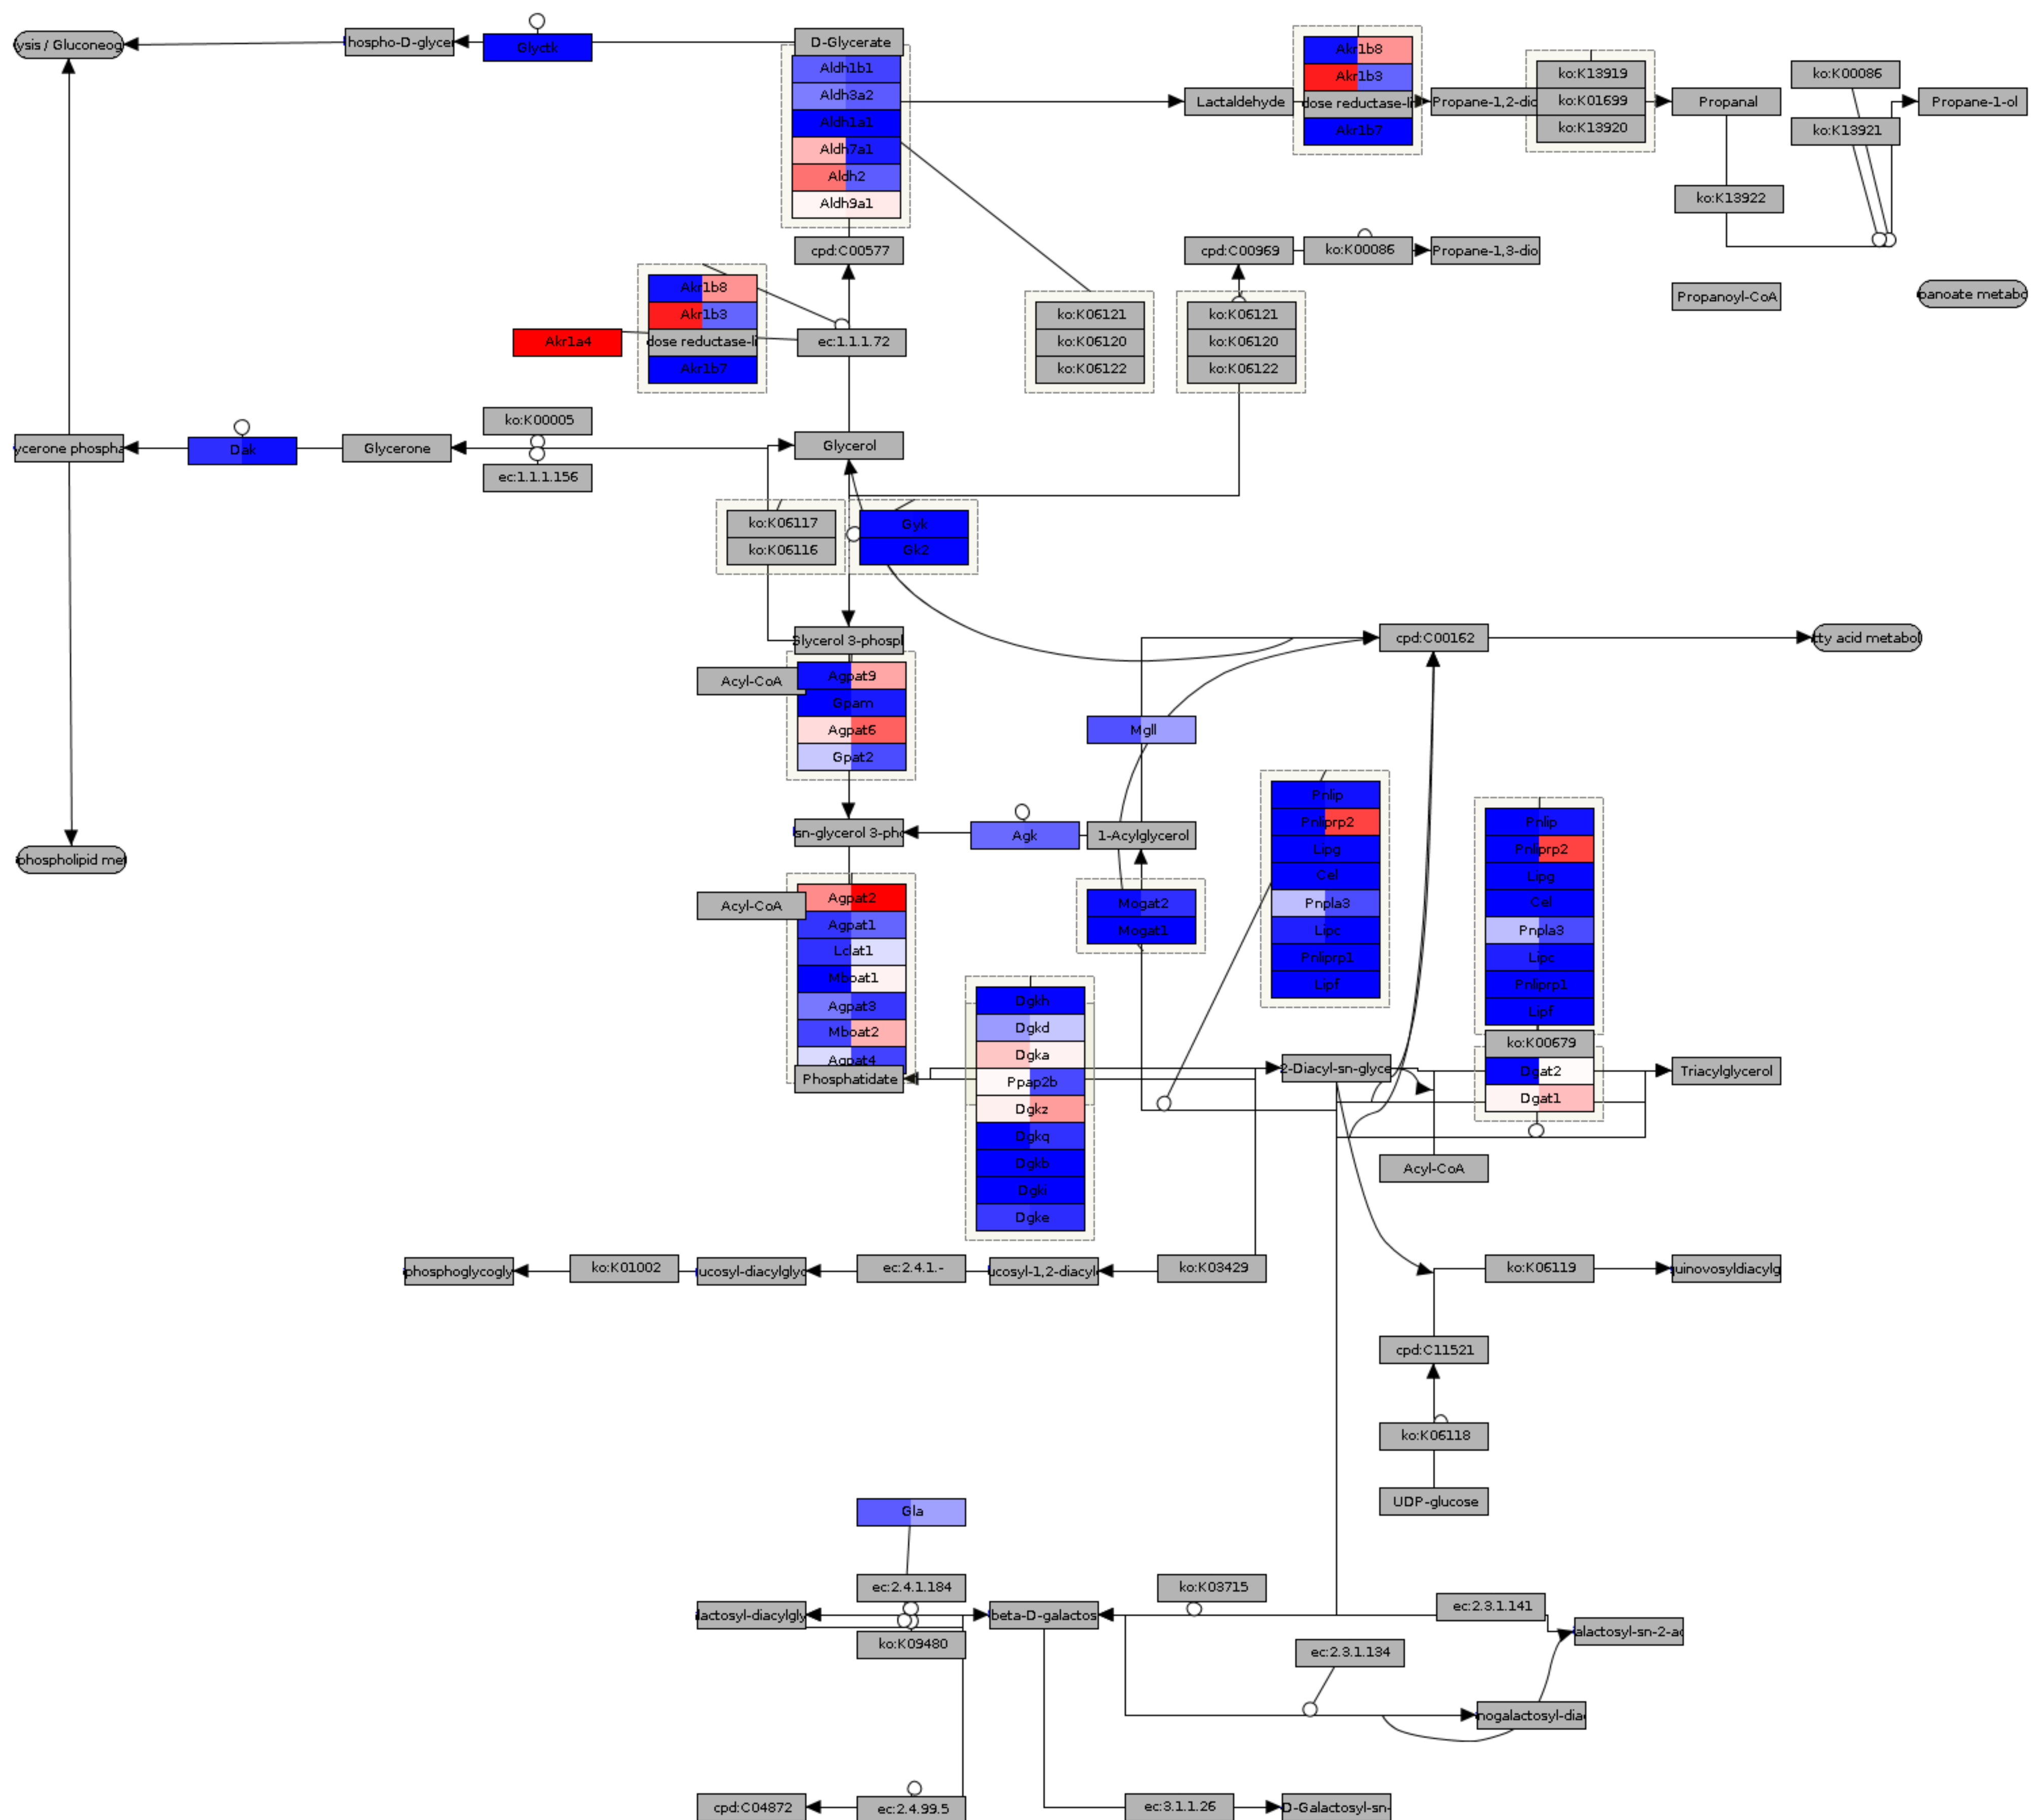 lysis / Gluconeog
hospho-D-glycer
Glyctk
D-Glycerate
Aldh1b1
Aldh3a2
Aldh1a1
Aldh7a1
Aldh2
Aldh9a1
cpd:C00577
Lactaldehyde
Akr1b8
Akr1b3
dose reductase-li
Akr1b7
Propane-1,2-dio
ko:K13919
ko:K01699
ko:K13920
Propanal
ko:K00086
ko:K13921
Propane-1-ol
ko:K13922
cpd:C00969
ko:K00086
Propane-1,3-dio
Propanoyl-CoA
panoate metabo
Akr1b8
Akr1b3
dose reductase-li
Akr1b7
Akr1a4
ec:1.1.1.72
ko:K06121
ko:K06120
ko:K06122
ko:K06121
ko:K06120
ko:K06122
ycerone phospha
Dak
Glycerone
ko:K00005
ec:1.1.1.156
Glycerol
ko:K06117
ko:K06116
Gyk
Gk2
Glycerol 3-phosph
cpd:C00162
tty acid metabol
Acyl-CoA
Agpat9
Gpam
Agpat6
Gpat2
Mgll
sn-glycerol 3-pho
Agk
1-Acylglycerol
phospholipid met
Acyl-CoA
Agpat2
Agpat1
Lclat1
Mboat1
Agpat3
Mboat2
Agpat4
Phosphatidate
Mogat2
Mogat1
Pnlip
Pnliprp2
Lipg
Cel
Pnpla3
Lipc
Pnliprp1
Lipf
Pnlip
Pnliprp2
Lipg
Cel
Pnpla3
Lipc
Pnliprp1
Lipf
ko:K00679
Dgat2
Dgat1
Dgkh
Dgkd
Dgka
Ppap2b
Dgkz
Dgkq
Dgkb
Dgki
Dgke
2-Diacyl-sn-glyce
Triacylglycerol
Acyl-CoA
phosphoglycogly
ko:K01002
ucosyl-diacylglyc
ec:2.4.1.-
ucosyl-1,2-diacyl
ko:K03429
ko:K06119
uinovosyldiacylg
cpd:C11521
ko:K06118
UDP-glucose
Gla
ec:2.4.1.184
lactosyl-diacylgly
ko:K09480
beta-D-galactos
ko:K03715
ec:2.3.1.141
alactosyl-sn-2-ac
ec:2.3.1.134
nogalactosyl-diac
cpd:C04872
ec:2.4.99.5
ec:3.1.1.26
D-Galactosyl-sn-